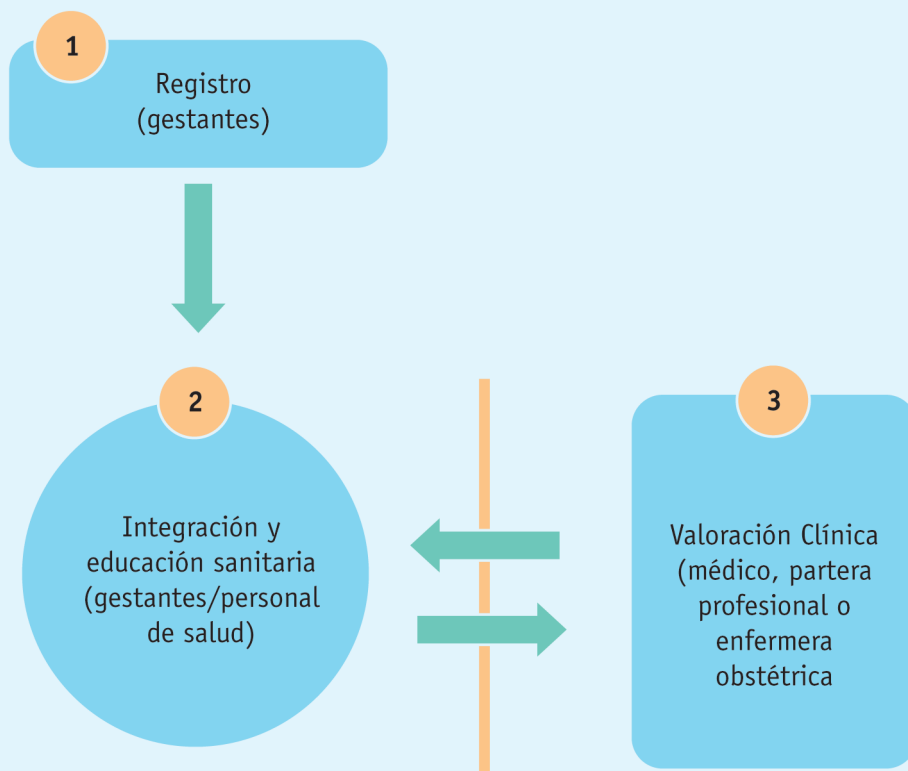 1
Registro
(gestantes)
2
Integración y
educación sanitaria
(gestantes/personal
de salud)
3
Valoración Clínica
(médico, partera
profesional o
enfermera
obstétrica